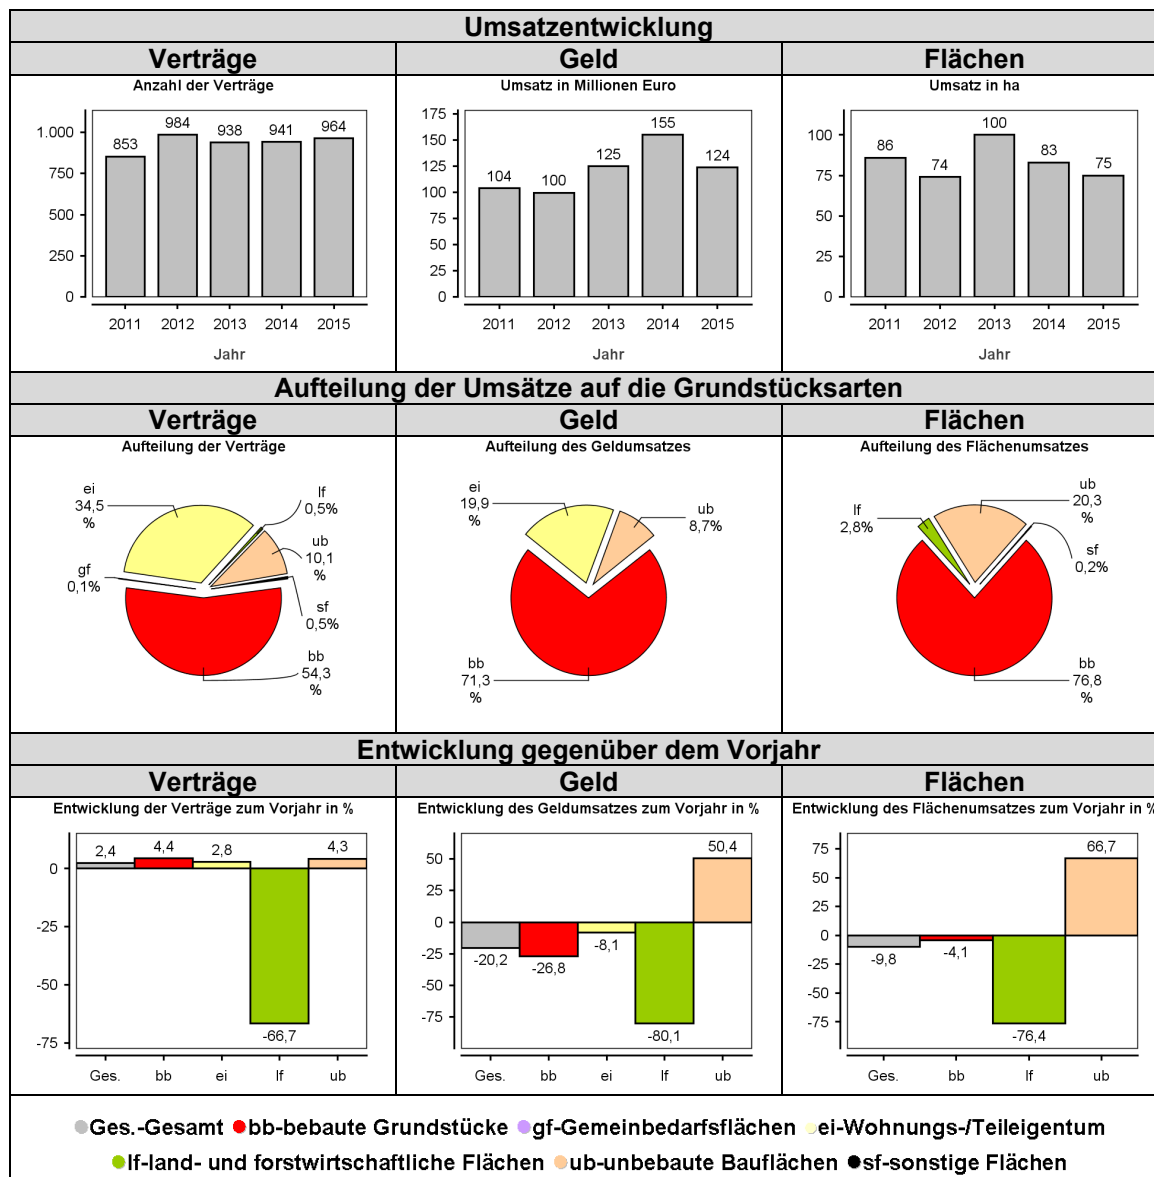 Umsatzentwicklung
Verträge
Geld
Flächen
Anzahl der Verträge
1.000
750
500
250
0
853
984
938
941
964
2011 2012 2013 2014 2015
Jahr
Umsatz in Millionen Euro
175
150
125
100
75
50
25
0
104
100
125
155
124
2011 2012 2013 2014 2015
Jahr
Umsatz in ha
100
75
50
25
0
86
74
100
83
75
2011 2012 2013 2014 2015
Jahr
Aufteilung der Umsätze auf die Grundstücksarten
Verträge
Geld
Flächen
Aufteilung der Verträge
ei
34,5
%
lf
0,5%
ub
10,1
%
gf
0,1%
sf
0,5%
bb
54,3
%
Aufteilung des Geldumsatzes
ei
19,9
%
ub
8,7%
bb
71,3
%
Aufteilung des Flächenumsatzes
ub
20,3
%
lf
2,8%
sf
0,2%
bb
76,8
%
Entwicklung gegenüber dem Vorjahr
Verträge
Geld
Flächen
Entwicklung der Verträge zum Vorjahr in %
0
-25
-50
-75
2,4
4,4
2,8
-66,7
4,3
Ges. bb ei lf ub
Entwicklung des Geldumsatzes zum Vorjahr in %
50
25
0
-25
-50
-75
-20,2
-26,8
-8,1
-80,1
50,4
Ges. bb ei lf ub
Entwicklung des Flächenumsatzes zum Vorjahr in %
75
50
25
0
-25
-50
-75
-9,8
-4,1
-76,4
66,7
Ges. bb lf ub
Ges.-Gesamt bb-bebaute Grundstücke gf-Gemeinbedarfsflächen ei-Wohnungs-/Teileigentum
lf-land- und forstwirtschaftliche Flächen ub-unbebaute Bauflächen sf-sonstige Flächen